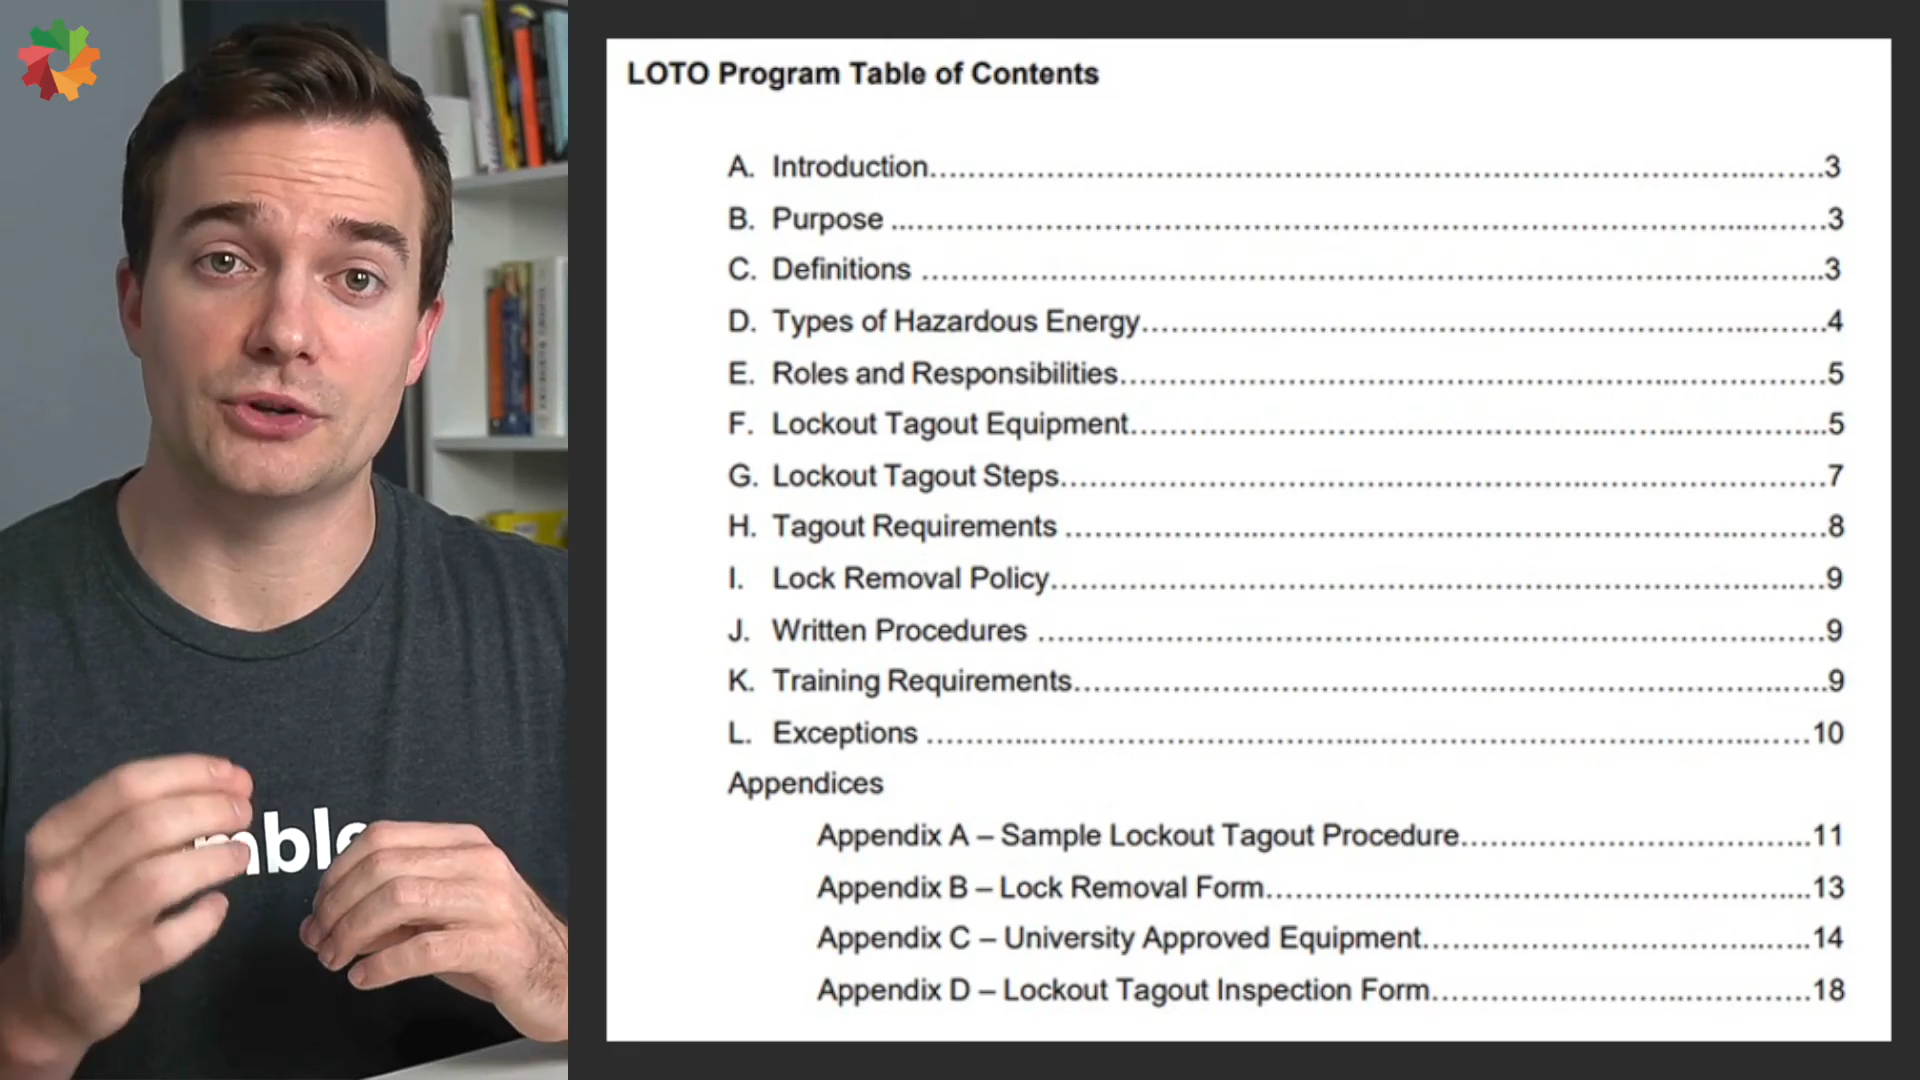 LOTO Program Table of Contents
A. Introduction........................................3
B. Purpose ........................................3
C. Definitions ........................................3
D. Types of Hazardous Energy........................................4
E. Roles and Responsibilities........................................5
F. Lockout Tagout Equipment........................................5
G. Lockout Tagout Steps........................................7
H. Tagout Requirements ........................................8
I. Lock Removal Policy........................................9
J. Written Procedures ........................................9
K. Training Requirements........................................9
L. Exceptions ........................................10
Appendices
Appendix A – Sample Lockout Tagout Procedure........................................11
Appendix B – Lock Removal Form........................................13
Appendix C – University Approved Equipment........................................14
Appendix D – Lockout Tagout Inspection Form........................................18